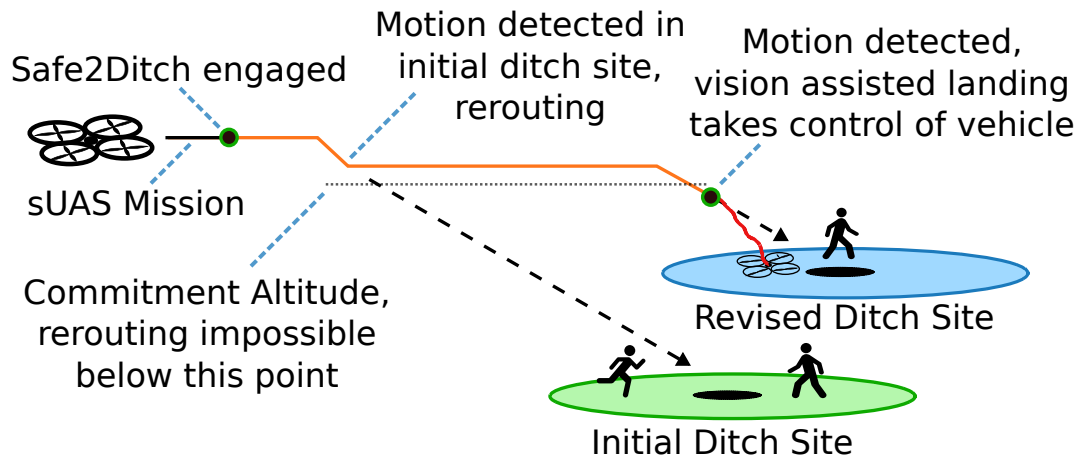 Safe2Ditch engaged
Motion detected in
initial ditch site,
rerouting
Motion detected,
vision assisted landing
takes control of vehicle
sUAS Mission
Commitment Altitude,
rerouting impossible
below this point
Revised Ditch Site
Initial Ditch Site